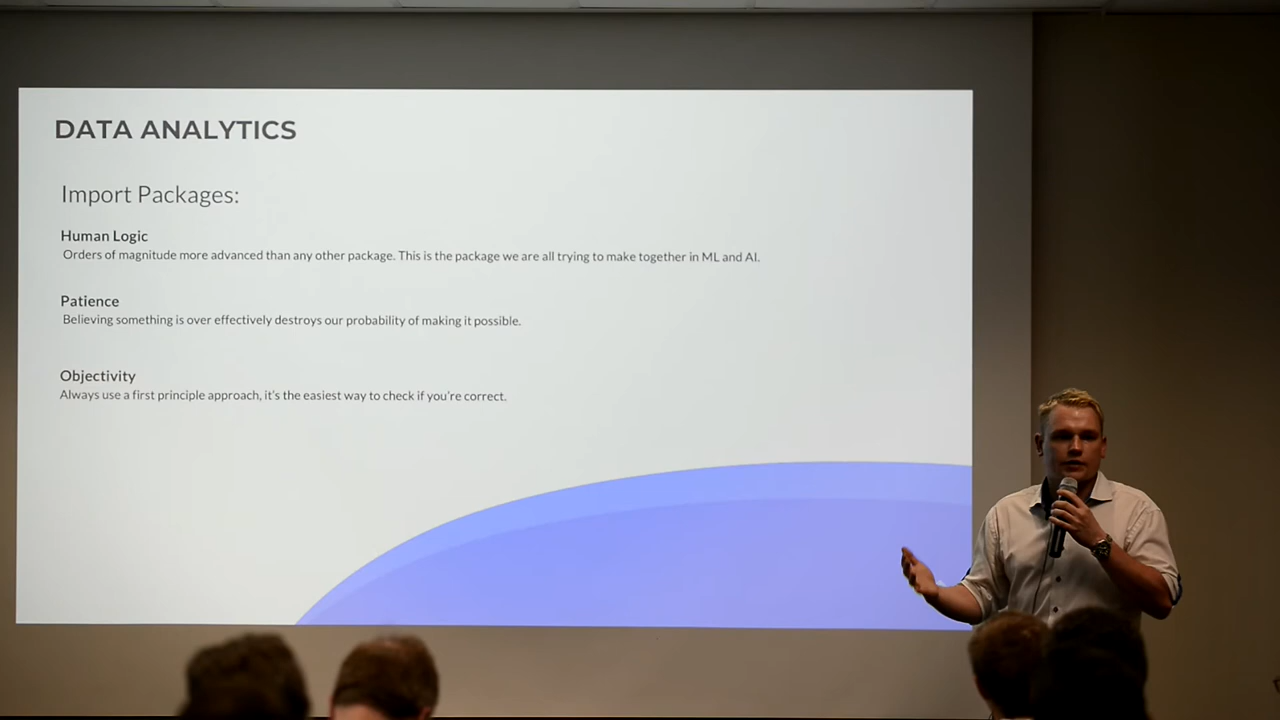 DATA ANALYTICS
Import Packages:
Human Logic
Orders of magnitude more advanced than any other package. This is the package we are all trying to make together in ML and AI.
Patience
Believing something is over effectively destroys our probability of making it possible.
Objectivity
Always use a first principle approach, it's the easiest way to check if you're correct.